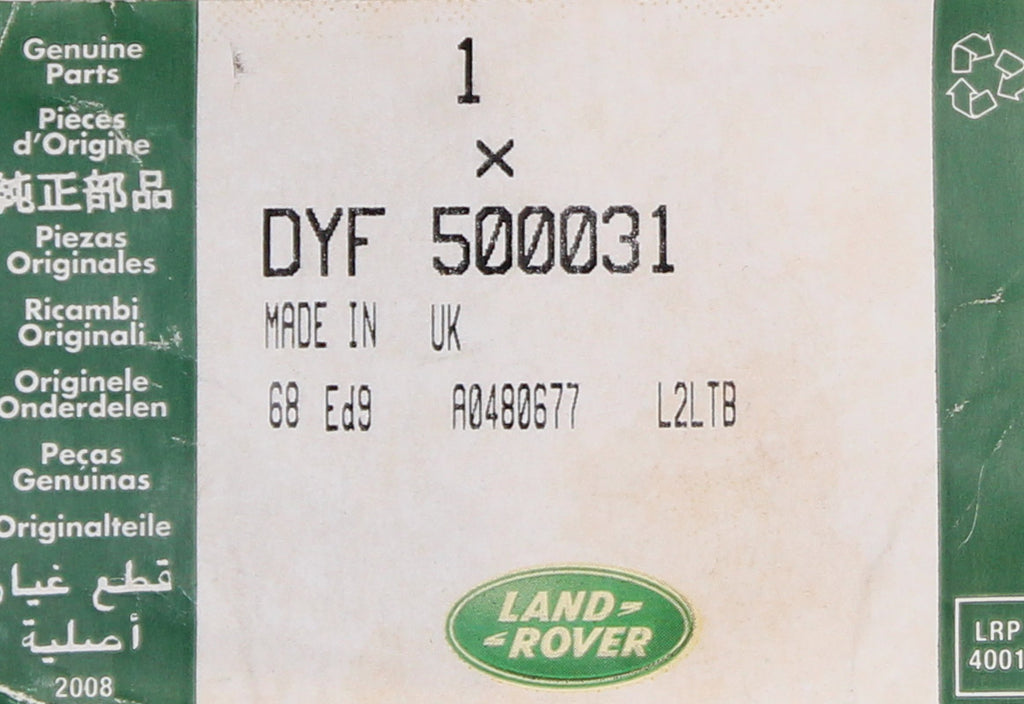 Genuine
Parts
Pièces
d'Origine
純正部品
Piezas
Originales
Ricambi
Originali
Originele
Onderdelen
Peças
Genuínas
Originalteile
قطع غيار
أصلية
2008
1
×
DYF 500031
MADE IN UK
68 Ed9 A0480677 L2LTB
LAND
ROVER
LRP
4001